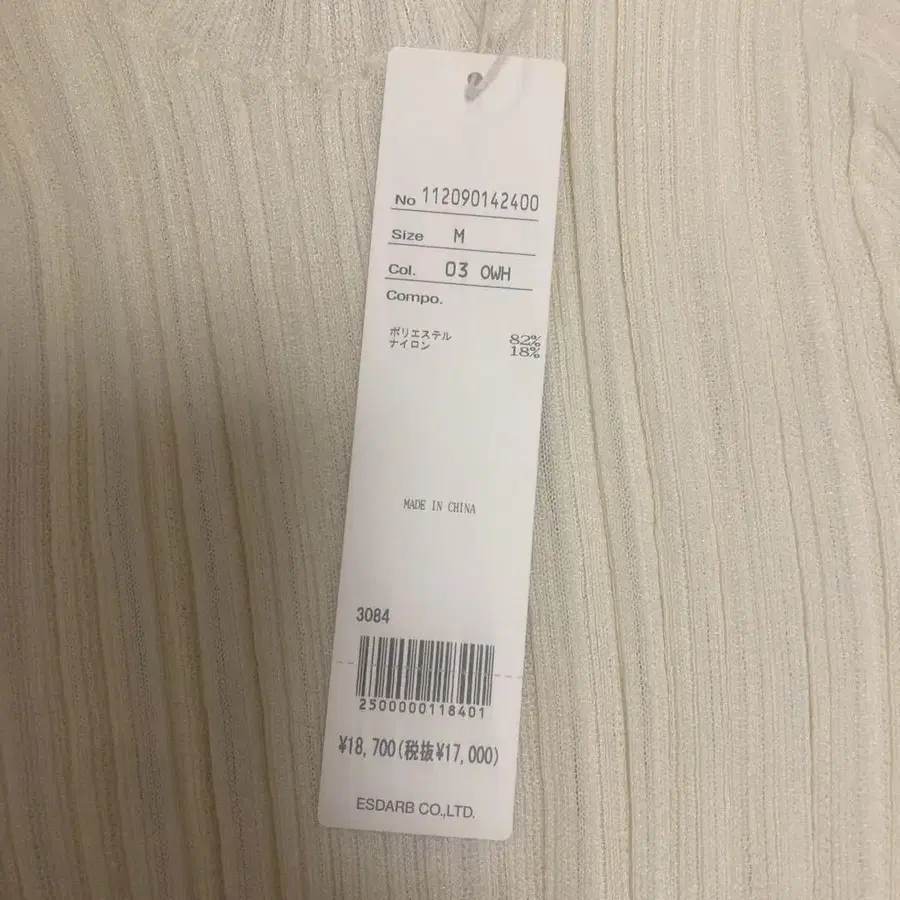 No 112090142400
Size M
Col. 03 OWH
Compo.
ポリエステル 82%
ナイロン 18%
MADE IN CHINA
3084
2500000118401
¥18,700(税抜¥17,000)
ESDARB CO.,LTD.